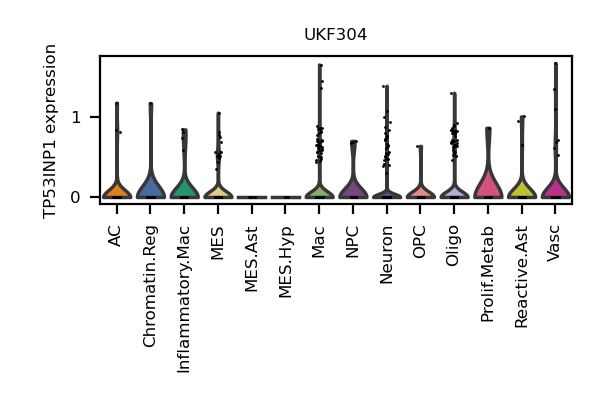 UKF304
TP53INP1 expression
1
0
AC
Chromatin.Reg
Inflammatory.Mac
MES
MES.Ast
MES.Hyp
Mac
NPC
Neuron
OPC
Oligo
Prolif.Metab
Reactive.Ast
Vasc